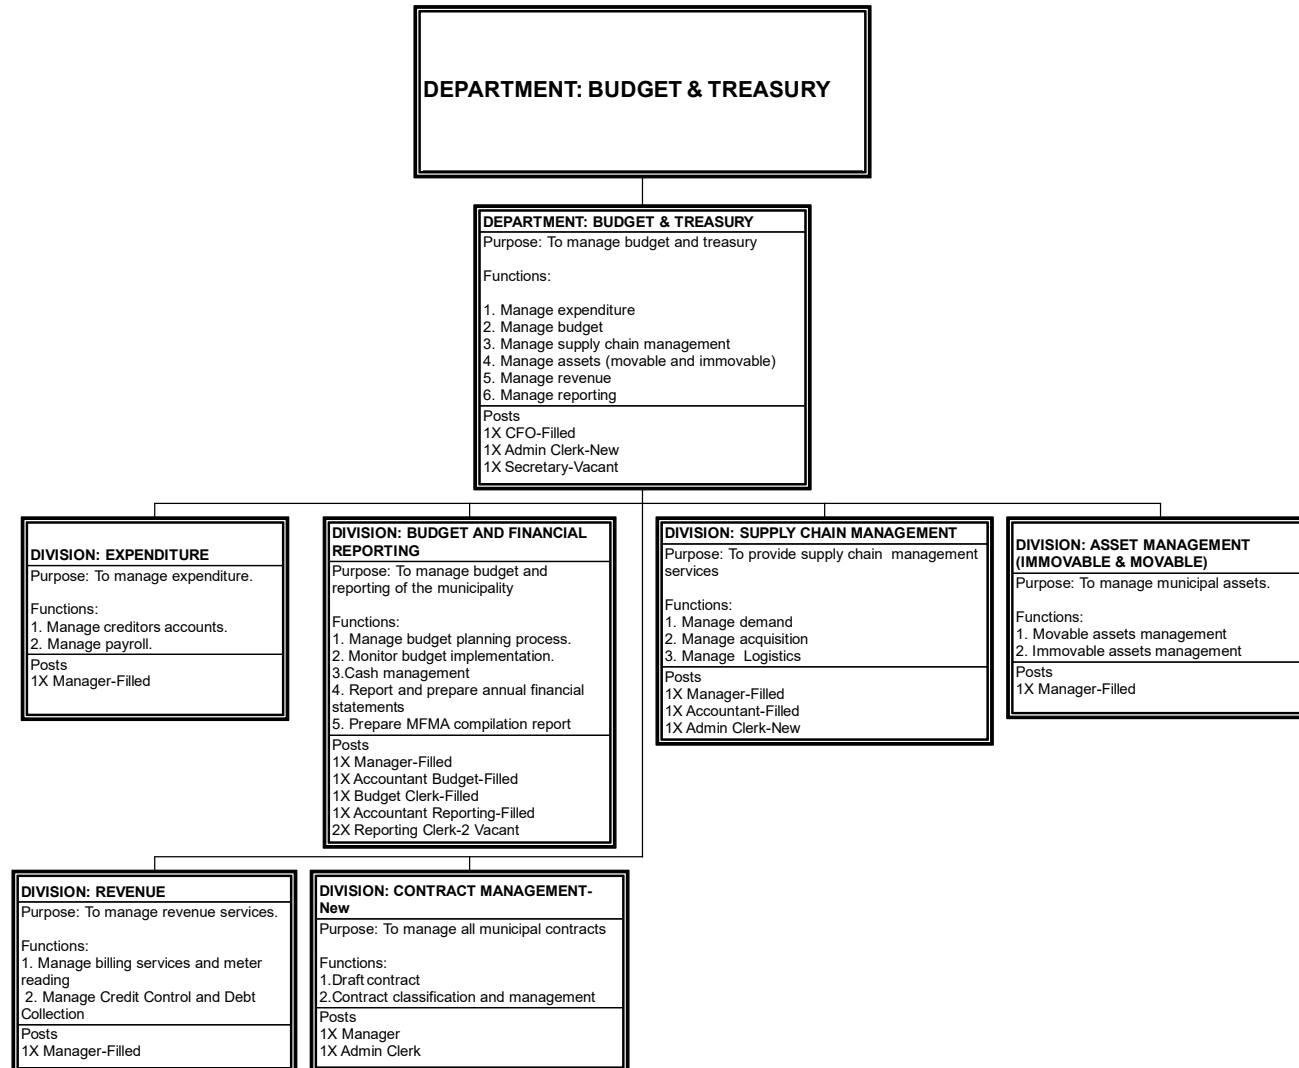 DEPARTMENT: BUDGET & TREASURY
DEPARTMENT: BUDGET & TREASURY
Purpose: To manage budget and treasury
Functions:
1. Manage expenditure
2. Manage budget
3. Manage supply chain management
4. Manage assets (movable and immovable)
5. Manage revenue
6. Manage reporting
Posts
1X CFO-Filled
1X Admin Clerk-New
1X Secretary-Vacant
DIVISION: EXPENDITURE
Purpose: To manage expenditure.
Functions:
1. Manage creditors accounts.
2. Manage payroll.
Posts
1X Manager-Filled
DIVISION: BUDGET AND FINANCIAL
REPORTING
Purpose: To manage budget and
reporting of the municipality
Functions:
1. Manage budget planning process.
2. Monitor budget implementation.
3.Cash management
4. Report and prepare annual financial
statements
5. Prepare MFMA compilation report
Posts
1X Manager-Filled
1X Accountant Budget-Filled
1X Budget Clerk-Filled
1X Accountant Reporting-Filled
2X Reporting Clerk-2 Vacant
DIVISION: SUPPLY CHAIN MANAGEMENT
Purpose: To provide supply chain management
services
Functions:
1. Manage demand
2. Manage acquisition
3. Manage Logistics
Posts
1X Manager-Filled
1X Accountant-Filled
1X Admin Clerk-New
DIVISION: ASSET MANAGEMENT
(IMMOVABLE & MOVABLE)
Purpose: To manage municipal assets.
Functions:
1. Movable assets management
2. Immovable assets management
Posts
1X Manager-Filled
DIVISION: REVENUE
Purpose: To manage revenue services.
Functions:
1. Manage billing services and meter
reading
2. Manage Credit Control and Debt
Collection
Posts
1X Manager-Filled
DIVISION: CONTRACT MANAGEMENT-
New
Purpose: To manage all municipal contracts
Functions:
1.Draft contract
2.Contract classification and management
Posts
1X Manager
1X Admin Clerk